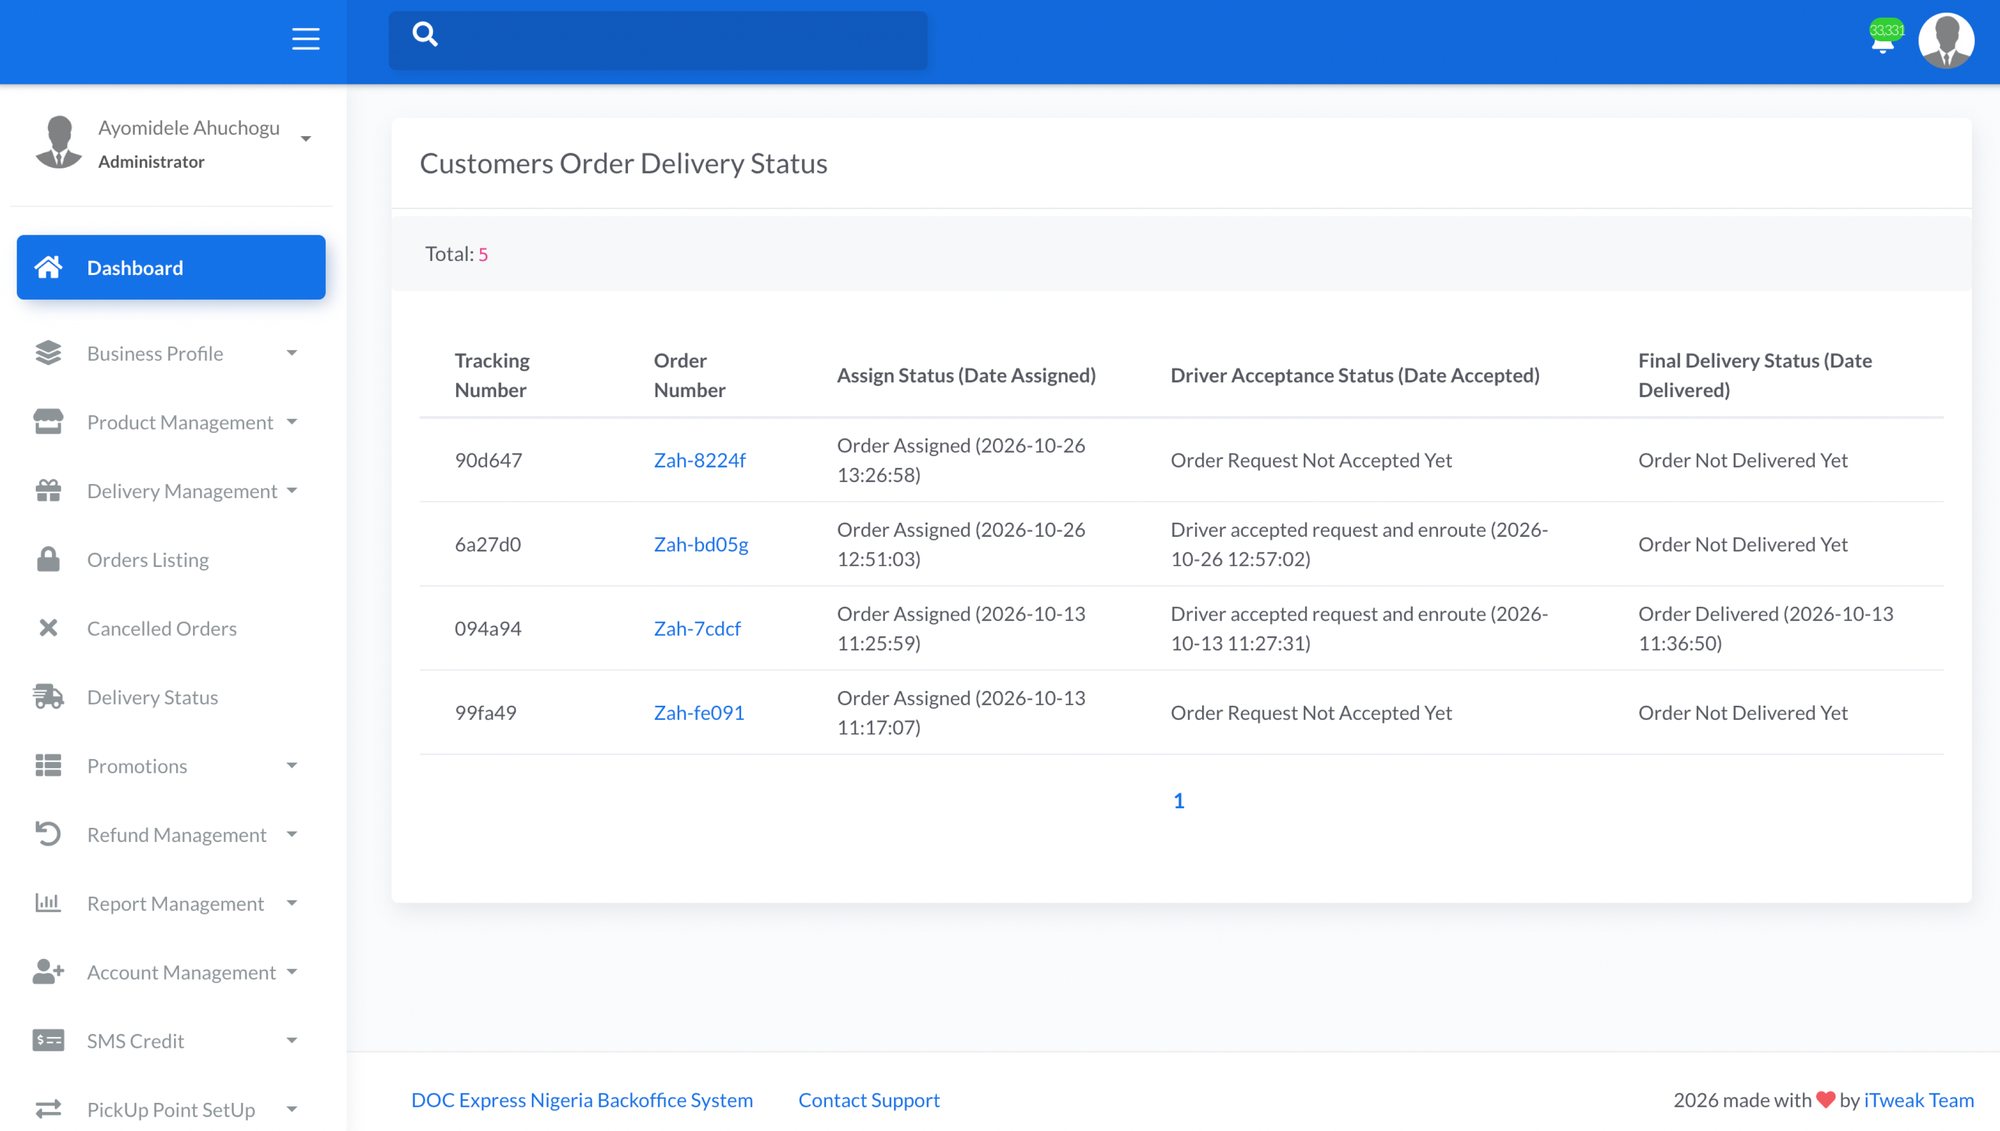 33,331
Ayomidele Ahuchogu
Administrator
Dashboard
Business Profile
Product Management
Delivery Management
Orders Listing
Cancelled Orders
Delivery Status
Promotions
Refund Management
Report Management
Account Management
SMS Credit
PickUp Point SetUp
Customers Order Delivery Status
Total: 5
Tracking Number
Order Number
Assign Status (Date Assigned)
Driver Acceptance Status (Date Accepted)
Final Delivery Status (Date Delivered)
90d647
Zah-8224f
Order Assigned (2026-10-26
13:26:58)
Order Request Not Accepted Yet
Order Not Delivered Yet
6a27d0
Zah-bd05g
Order Assigned (2026-10-26
12:51:03)
Driver accepted request and enroute (2026-
10-26 12:57:02)
Order Not Delivered Yet
094a94
Zah-7cdcf
Order Assigned (2026-10-13
11:25:59)
Driver accepted request and enroute (2026-
10-13 11:27:31)
Order Delivered (2026-10-13
11:36:50)
99fa49
Zah-fe091
Order Assigned (2026-10-13
11:17:07)
Order Request Not Accepted Yet
Order Not Delivered Yet
1
DOC Express Nigeria Backoffice System
Contact Support
2026 made with ❤ by iTweak Team